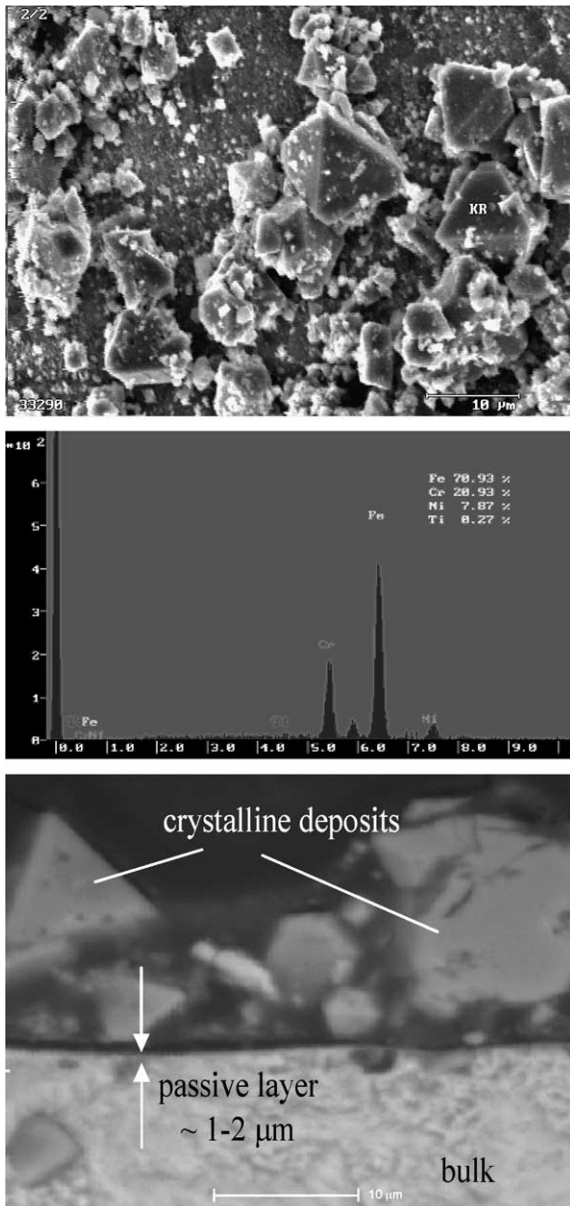 2/2
KR
33290
10 µm
*10 2
Fe 70.93 %
Cr 20.93 %
Ni 7.87 %
Ti 0.27 %
6
5
Fe
4
3
2
Cr
1
Fe
Ni
0
0.0 1.0 2.0 3.0 4.0 5.0 6.0 7.0 8.0 9.0
crystalline deposits
passive layer
~ 1-2 µm
bulk
10 µm